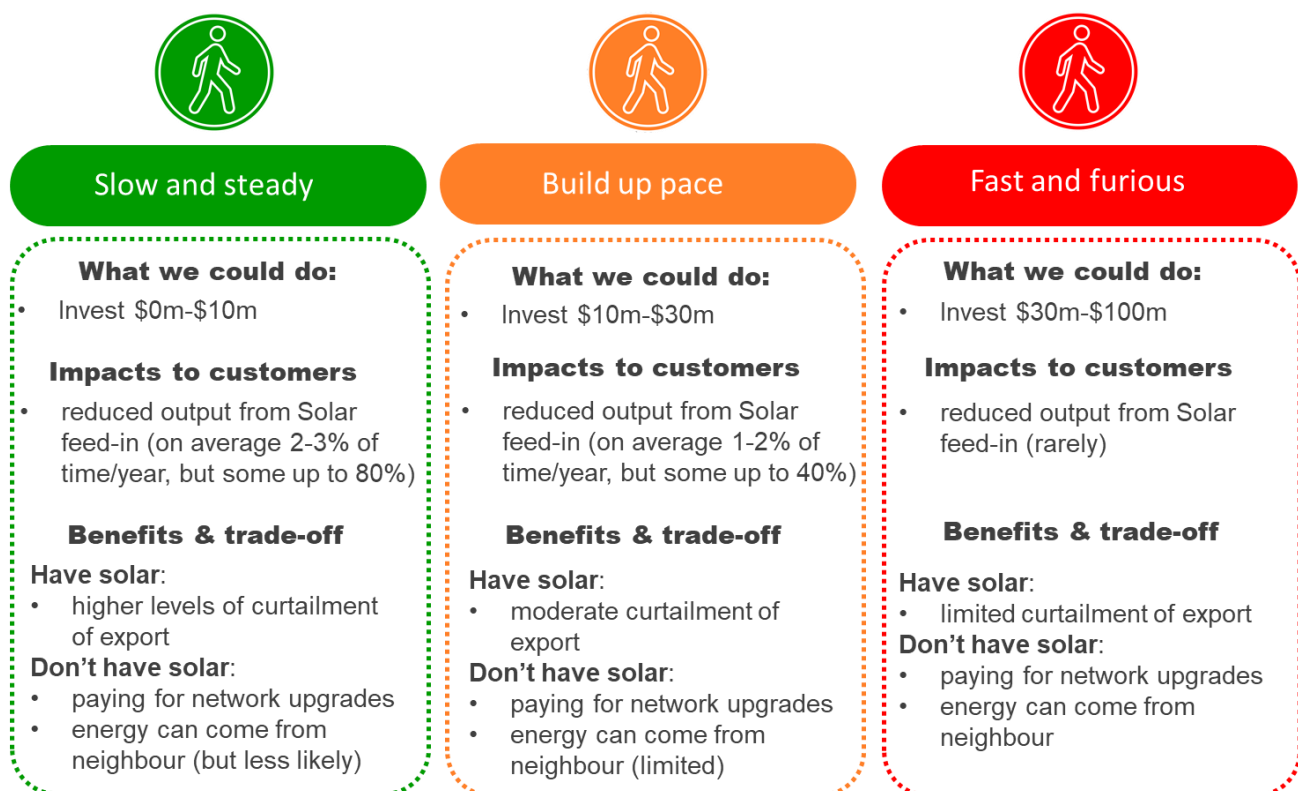 Slow and steady
What we could do:
• Invest $0m-$10m
Impacts to customers
• reduced output from Solar
feed-in (on average 2-3% of
time/year, but some up to 80%)
Benefits & trade-off
Have solar:
• higher levels of curtailment
of export
Don't have solar:
• paying for network upgrades
• energy can come from
neighbour (but less likely)
Build up pace
What we could do:
• Invest $10m-$30m
Impacts to customers
• reduced output from Solar
feed-in (on average 1-2% of
time/year, but some up to 40%)
Benefits & trade-off
Have solar:
• moderate curtailment of
export
Don't have solar:
• paying for network upgrades
• energy can come from
neighbour (limited)
Fast and furious
What we could do:
• Invest $30m-$100m
Impacts to customers
• reduced output from Solar
feed-in (rarely)
Benefits & trade-off
Have solar:
• limited curtailment of export
Don't have solar:
• paying for network upgrades
• energy can come from
neighbour